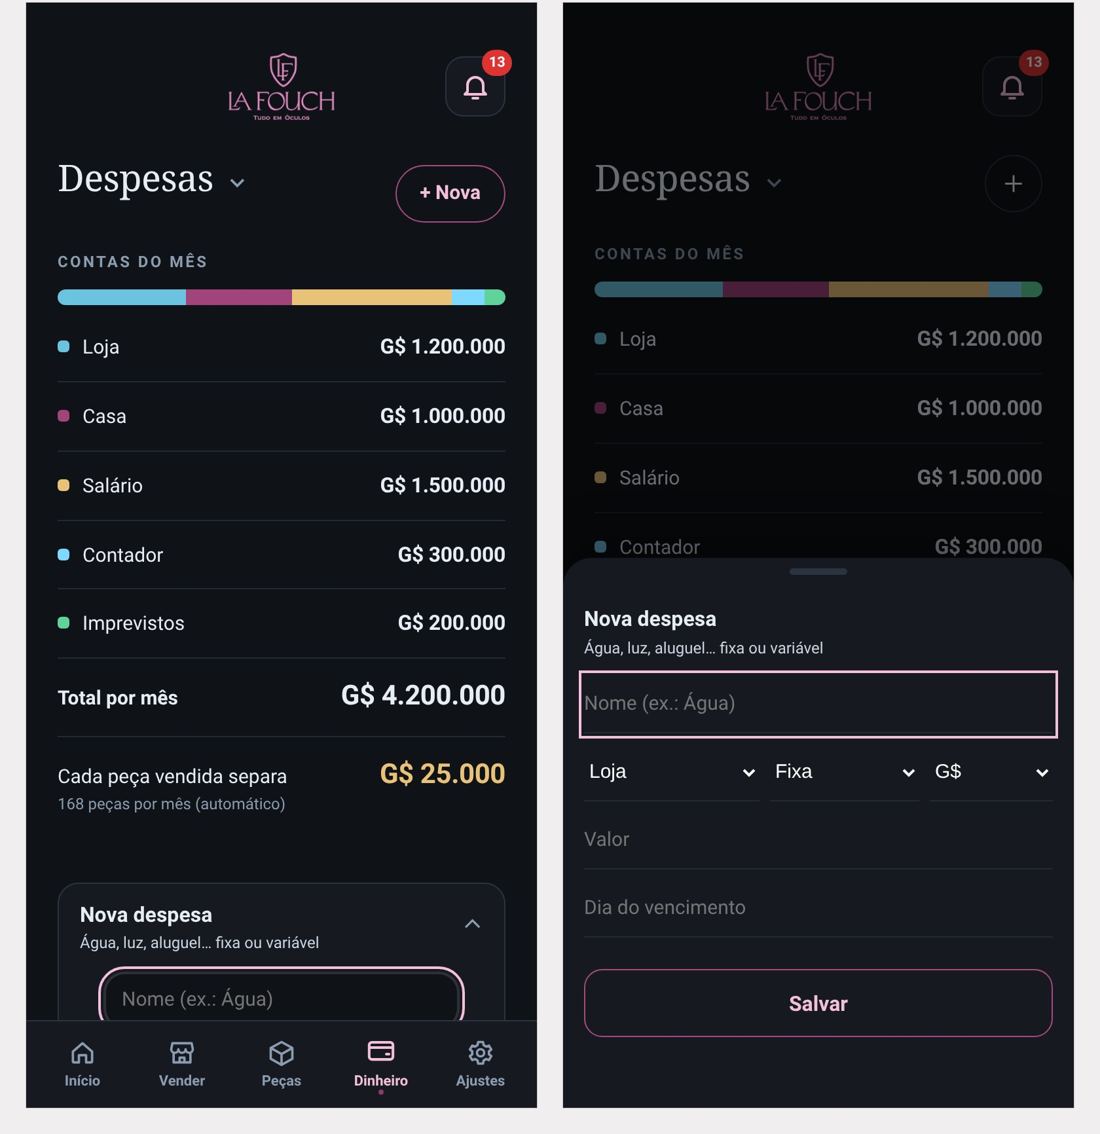 13
LF
LA FOUCH
TUDO EM ÓCULOS
Despesas
+ Nova
CONTAS DO MÊS
Loja G$ 1.200.000
Casa G$ 1.000.000
Salário G$ 1.500.000
Contador G$ 300.000
Imprevistos G$ 200.000
Total por mês G$ 4.200.000
Cada peça vendida separa G$ 25.000
168 peças por mês (automático)
Nova despesa
Água, luz, aluguel... fixa ou variável
Nome (ex.: Água)
Início Vender Peças Dinheiro Ajustes
13
LF
LA FOUCH
TUDO EM ÓCULOS
Despesas
+
CONTAS DO MÊS
Loja G$ 1.200.000
Casa G$ 1.000.000
Salário G$ 1.500.000
Contador G$ 300.000
Nova despesa
Água, luz, aluguel... fixa ou variável
Nome (ex.: Água)
Loja Fixa G$
Valor
Dia do vencimento
Salvar